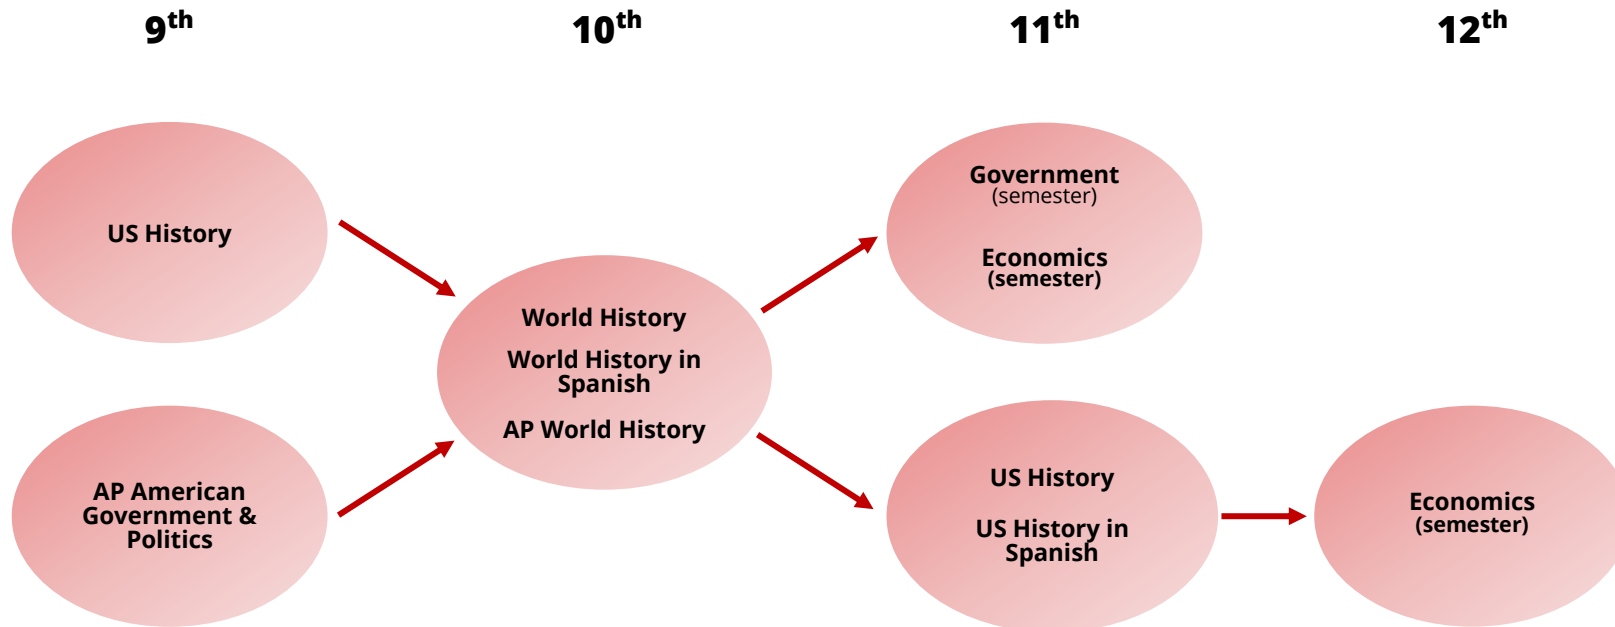 9th
10th
11th
12th
US History
AP American
Government &
Politics
World History
World History in
Spanish
AP World History
Government
(semester)
Economics
(semester)
US History
US History in
Spanish
Economics
(semester)